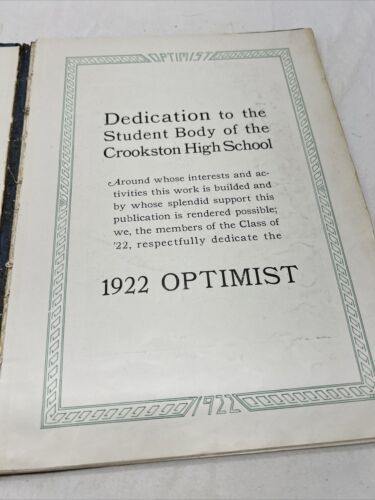 OPTIMIST
Dedication to the
Student Body of the
Crookston High School
Around whose interests and ac-
tivities this work is builded and
by whose splendid support this
publication is rendered possible;
we, the members of the Class of
'22, respectfully dedicate the
1922 OPTIMIST
1922